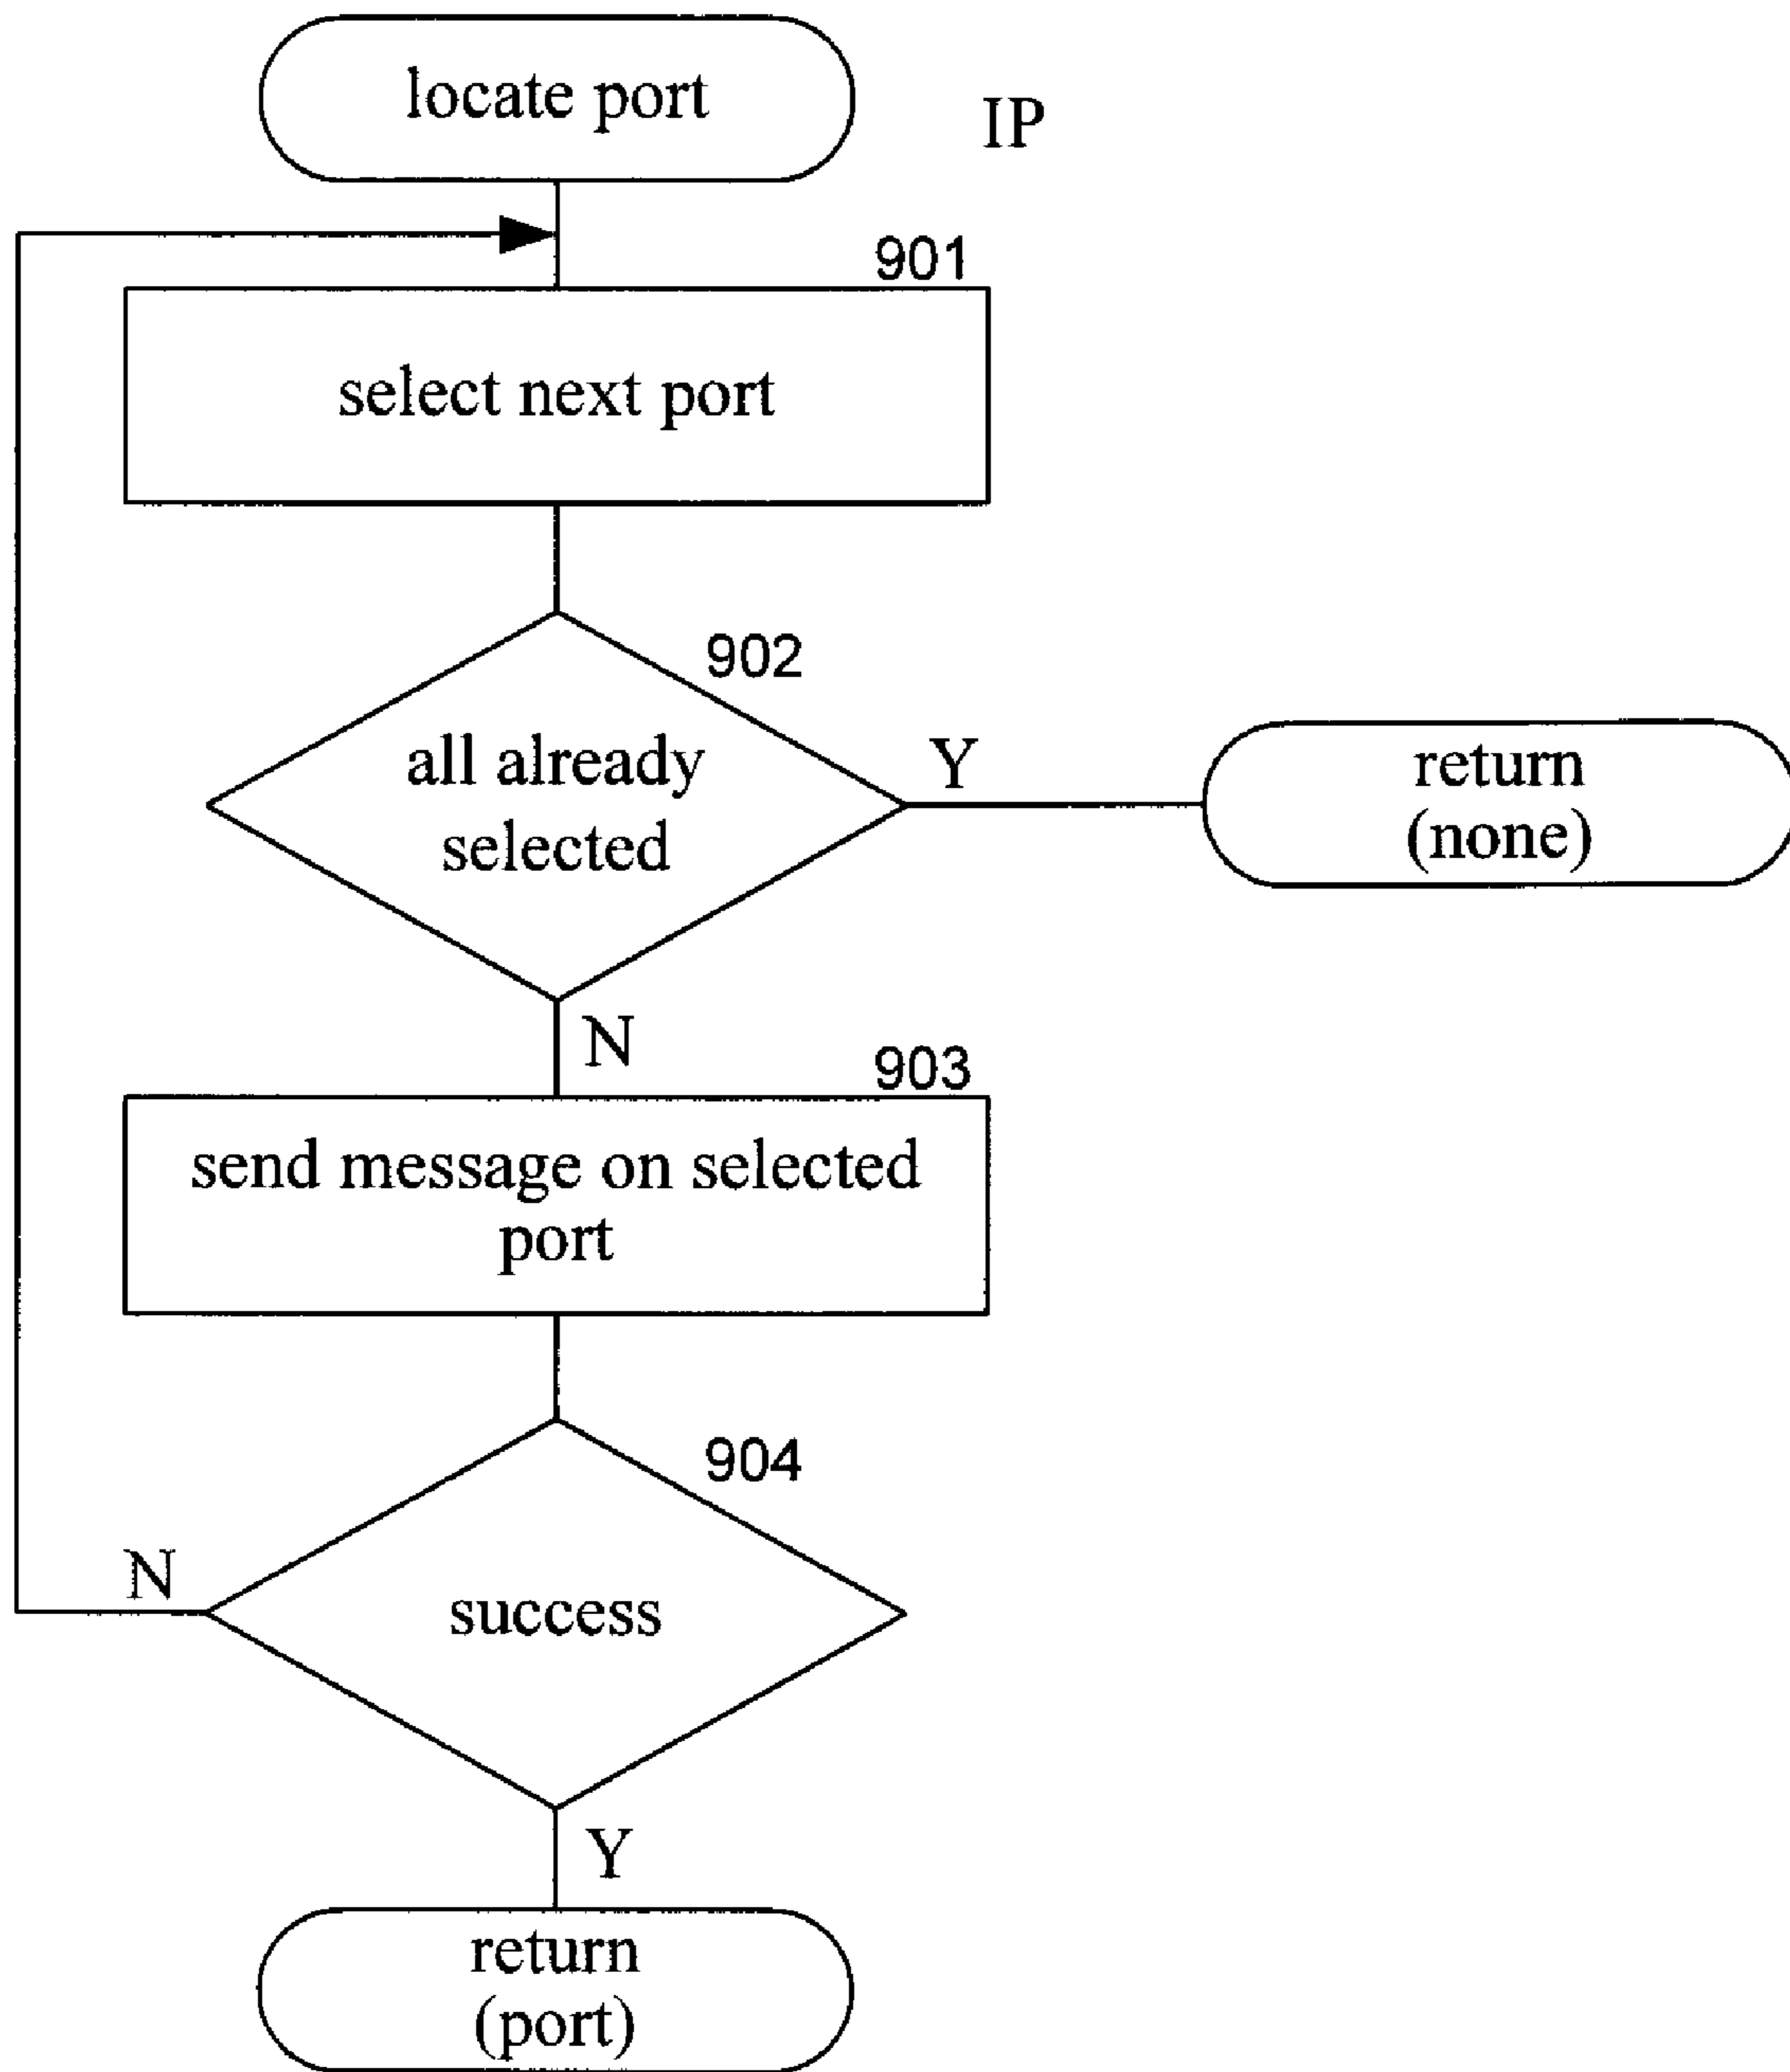 locate port
IP
901
select next port
902
all already
selected
Y
return
(none)
N
903
send message on selected
port
904
N
success
Y
return
(port)